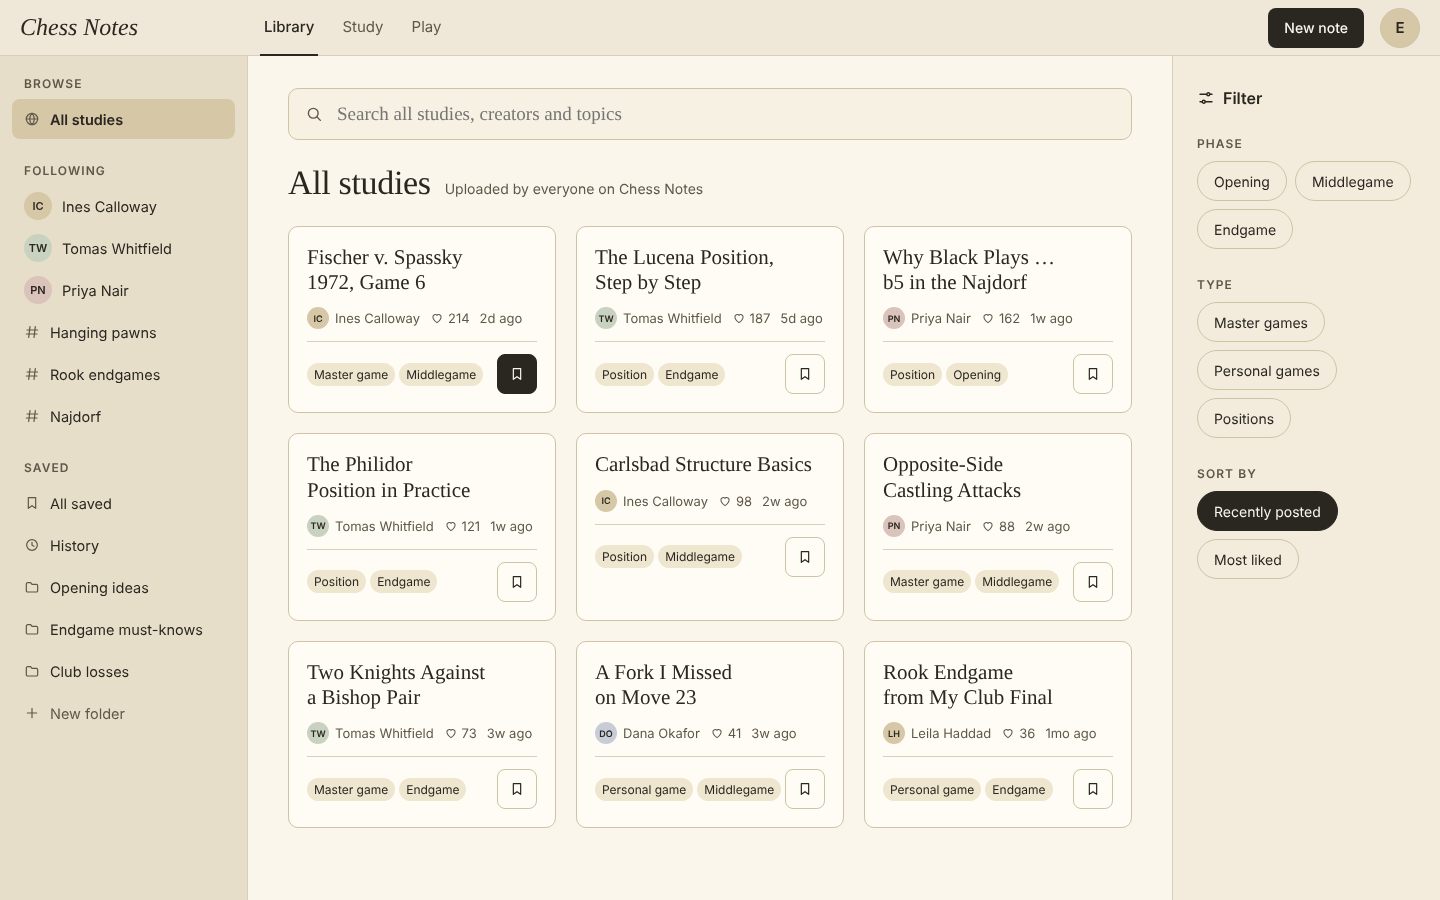 Chess Notes
Library
Study
Play
New note
E
BROWSE
All studies
FOLLOWING
IC
Ines Calloway
TW
Tomas Whitfield
PN
Priya Nair
Hanging pawns
Rook endgames
Najdorf
SAVED
All saved
History
Opening ideas
Endgame must-knows
Club losses
New folder
Search all studies, creators and topics
All studies
Uploaded by everyone on Chess Notes
Fischer v. Spassky
1972, Game 6
IC Ines Calloway 214 2d ago
Master game Middlegame
The Lucena Position,
Step by Step
TW Tomas Whitfield 187 5d ago
Position Endgame
Why Black Plays …
b5 in the Najdorf
PN Priya Nair 162 1w ago
Position Opening
The Philidor
Position in Practice
TW Tomas Whitfield 121 1w ago
Position Endgame
Carlsbad Structure Basics
IC Ines Calloway 98 2w ago
Position Middlegame
Opposite-Side
Castling Attacks
PN Priya Nair 88 2w ago
Master game Middlegame
Two Knights Against
a Bishop Pair
TW Tomas Whitfield 73 3w ago
Master game Endgame
A Fork I Missed
on Move 23
DO Dana Okafor 41 3w ago
Personal game Middlegame
Rook Endgame
from My Club Final
LH Leila Haddad 36 1mo ago
Personal game Endgame
Filter
PHASE
Opening Middlegame
Endgame
TYPE
Master games
Personal games
Positions
SORT BY
Recently posted
Most liked